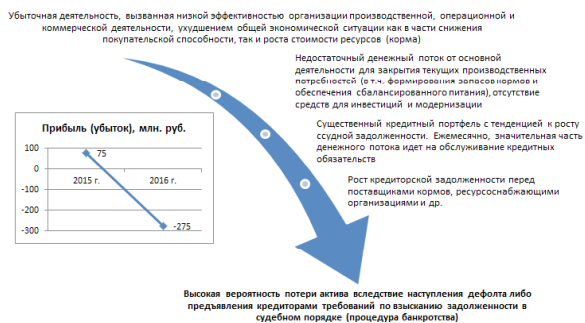 Убыточная деятельность, вызванная низкой эффективностью организации производственной, операционной и
коммерческой деятельности, ухудшением общей экономической ситуации как в части снижения
покупательской способности, так и роста стоимости ресурсов (корма)
Недостаточный денежный поток от основной
деятельности для закрытия текущих производственных
потребностей (в т.ч. формирования запасов кормов и
обеспечения сбалансированного питания), отсутствие
средств для инвестиций и модернизации
Существенный кредитный портфель с тенденцией к росту
ссудной задолженности. Ежемесячно, значительная часть
денежного потока идет на обслуживание кредитных
обязательств
Рост кредиторской задолженности перед
поставщиками кормов, ресурсоснабжающими
организациями и др.
Прибыль (убыток), млн. руб.
100
0
-100
-200
-300
75
2015 г.
2016 г.
-275
Высокая вероятность потери актива вследствие наступления дефолта либо
предъявления кредиторами требований по взысканию задолженности в
судебном порядке (процедура банкротства)